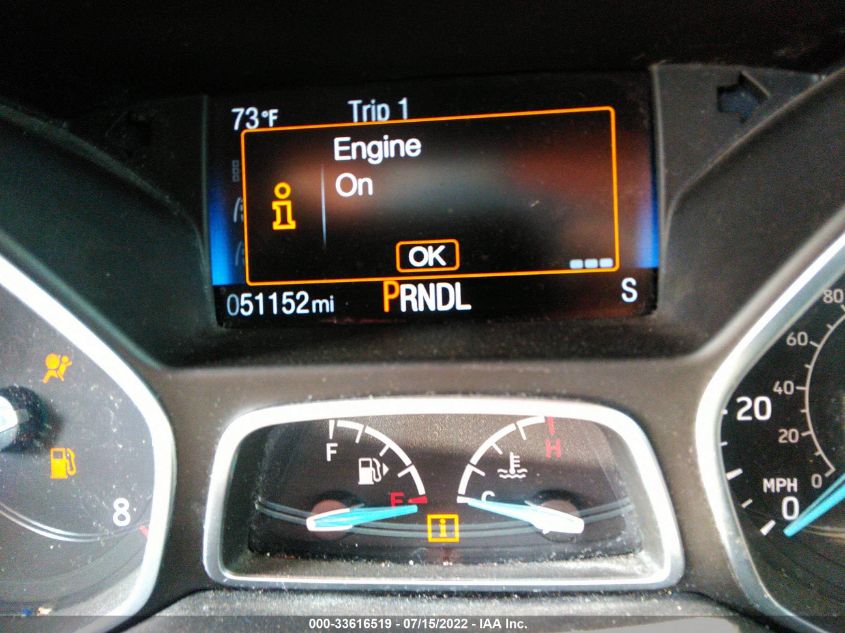 73°F Trip 1
Engine
On
i
OK
051152mi PRNDL S
80
60
40
20 20
0
MPH 0
8
F H
E C
i
000-33616519 - 07/15/2022 - IAA Inc.